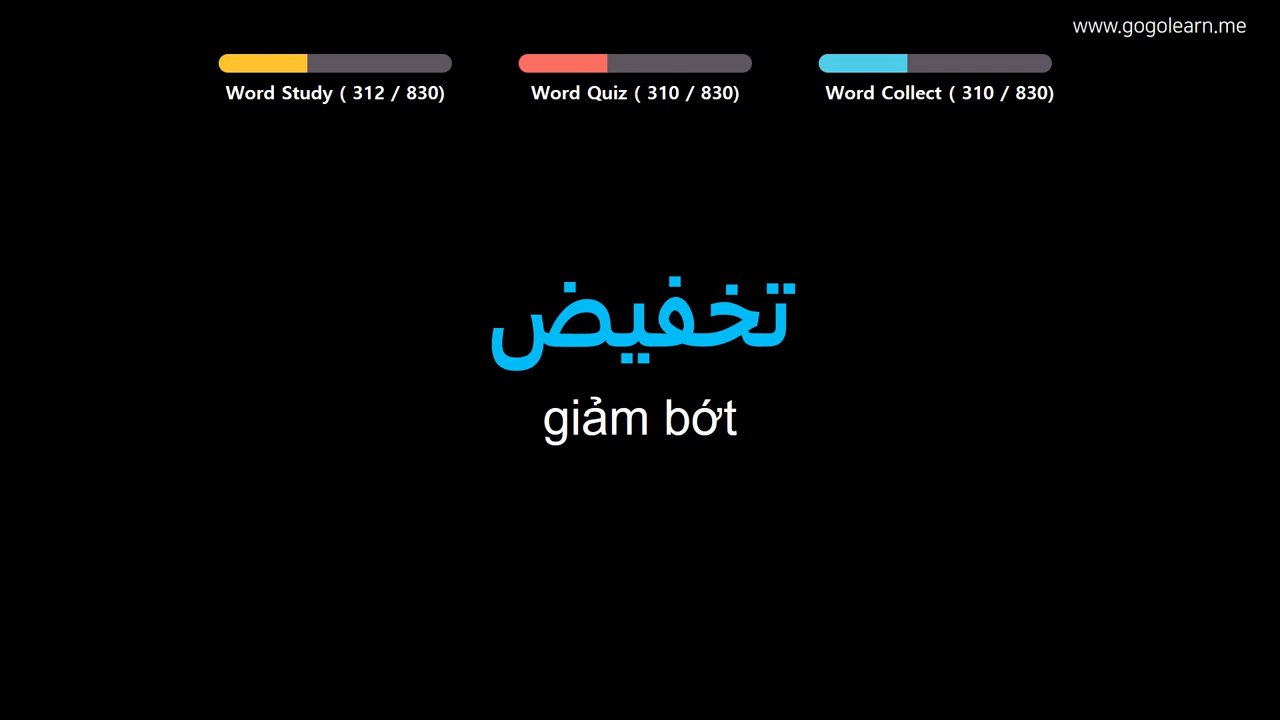 www.gogolearn.me
Word Study ( 312 / 830)
Word Quiz ( 310 / 830)
Word Collect ( 310 / 830)
تخفيض
giảm bớt